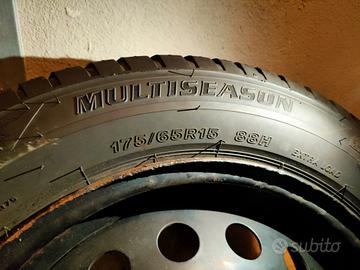 MULTISEASON
175/65R15 88H
EXTRA LOAD
subito